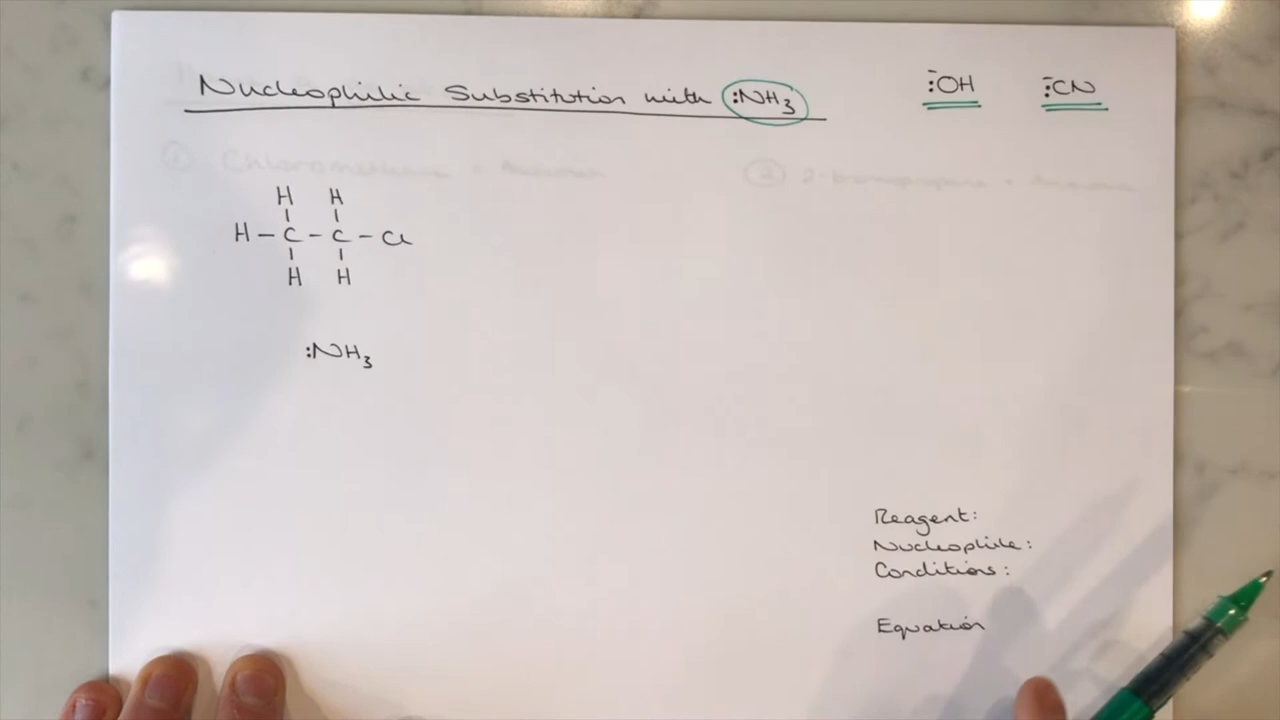 Nucleophilic Substitution with :NH3
:⁻OH
:⁻CN
H H
H – C – C – Cl
H H
:NH3
Reagent:
Nucleophile:
Conditions:
Equation